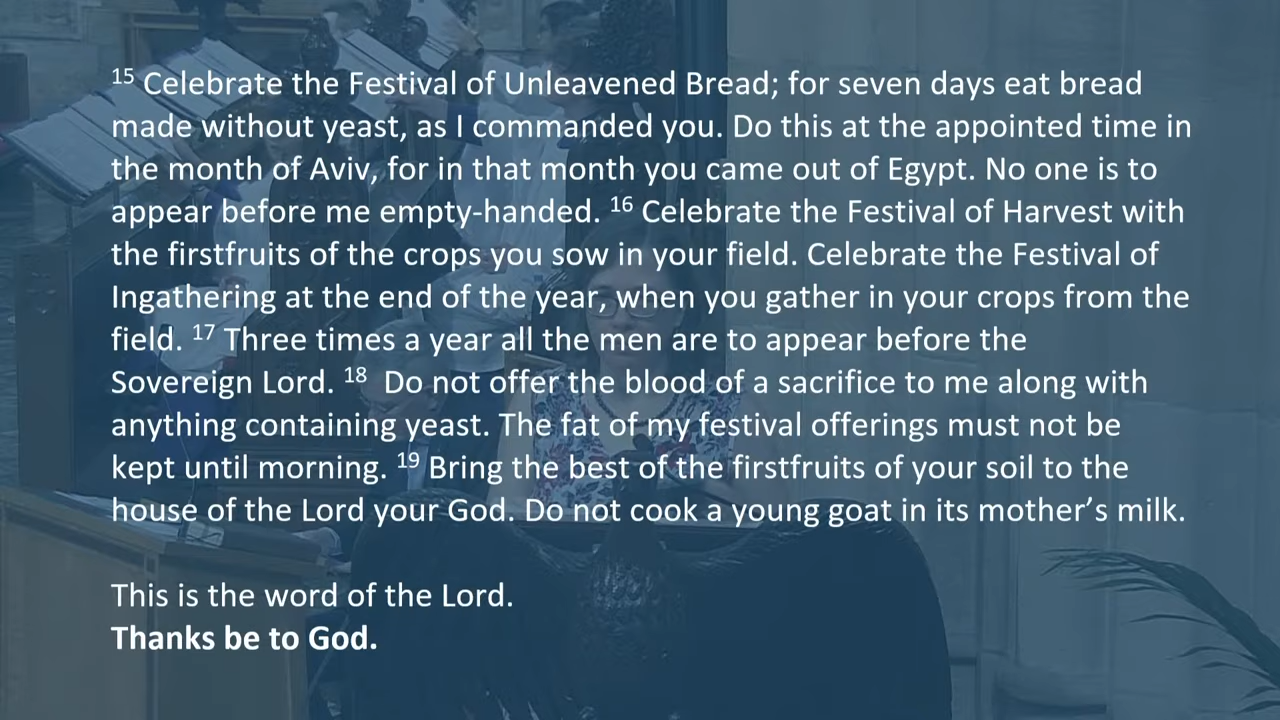 15 Celebrate the Festival of Unleavened Bread; for seven days eat bread
made without yeast, as I commanded you. Do this at the appointed time in
the month of Aviv, for in that month you came out of Egypt. No one is to
appear before me empty-handed. 16 Celebrate the Festival of Harvest with
the firstfruits of the crops you sow in your field. Celebrate the Festival of
Ingathering at the end of the year, when you gather in your crops from the
field. 17 Three times a year all the men are to appear before the
Sovereign Lord. 18 Do not offer the blood of a sacrifice to me along with
anything containing yeast. The fat of my festival offerings must not be
kept until morning. 19 Bring the best of the firstfruits of your soil to the
house of the Lord your God. Do not cook a young goat in its mother’s milk.
This is the word of the Lord.
Thanks be to God.